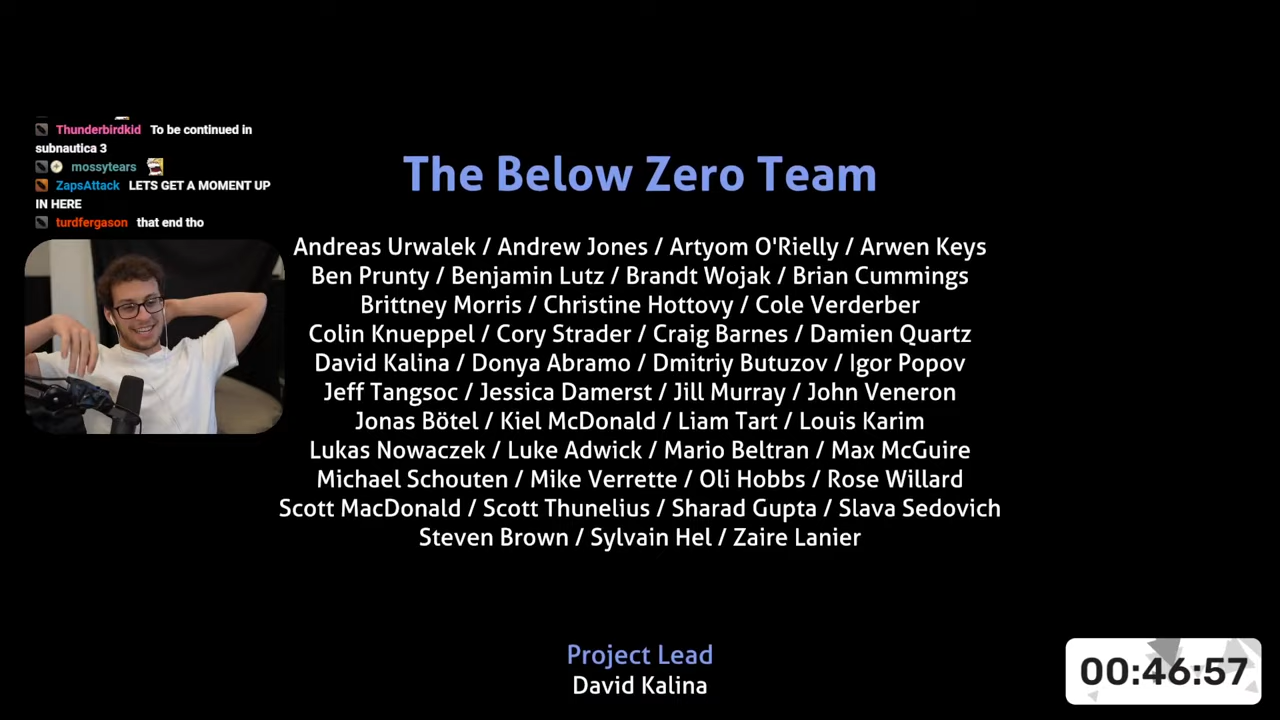 Thunderbirdkid To be continued in
subnautica 3
mossytears
ZapsAttack LETS GET A MOMENT UP
IN HERE
turdfergason that end tho
The Below Zero Team
Andreas Urwalek / Andrew Jones / Artyom O'Rielly / Arwen Keys
Ben Prunty / Benjamin Lutz / Brandt Wojak / Brian Cummings
Brittney Morris / Christine Hottovy / Cole Verderber
Colin Knueppel / Cory Strader / Craig Barnes / Damien Quartz
David Kalina / Donya Abramo / Dmitriy Butuzov / Igor Popov
Jeff Tangsoc / Jessica Damerst / Jill Murray / John Veneron
Jonas Bötel / Kiel McDonald / Liam Tart / Louis Karim
Lukas Nowaczek / Luke Adwick / Mario Beltran / Max McGuire
Michael Schouten / Mike Verrette / Oli Hobbs / Rose Willard
Scott MacDonald / Scott Thunelius / Sharad Gupta / Slava Sedovich
Steven Brown / Sylvain Hel / Zaire Lanier
Project Lead
David Kalina
00:46:57